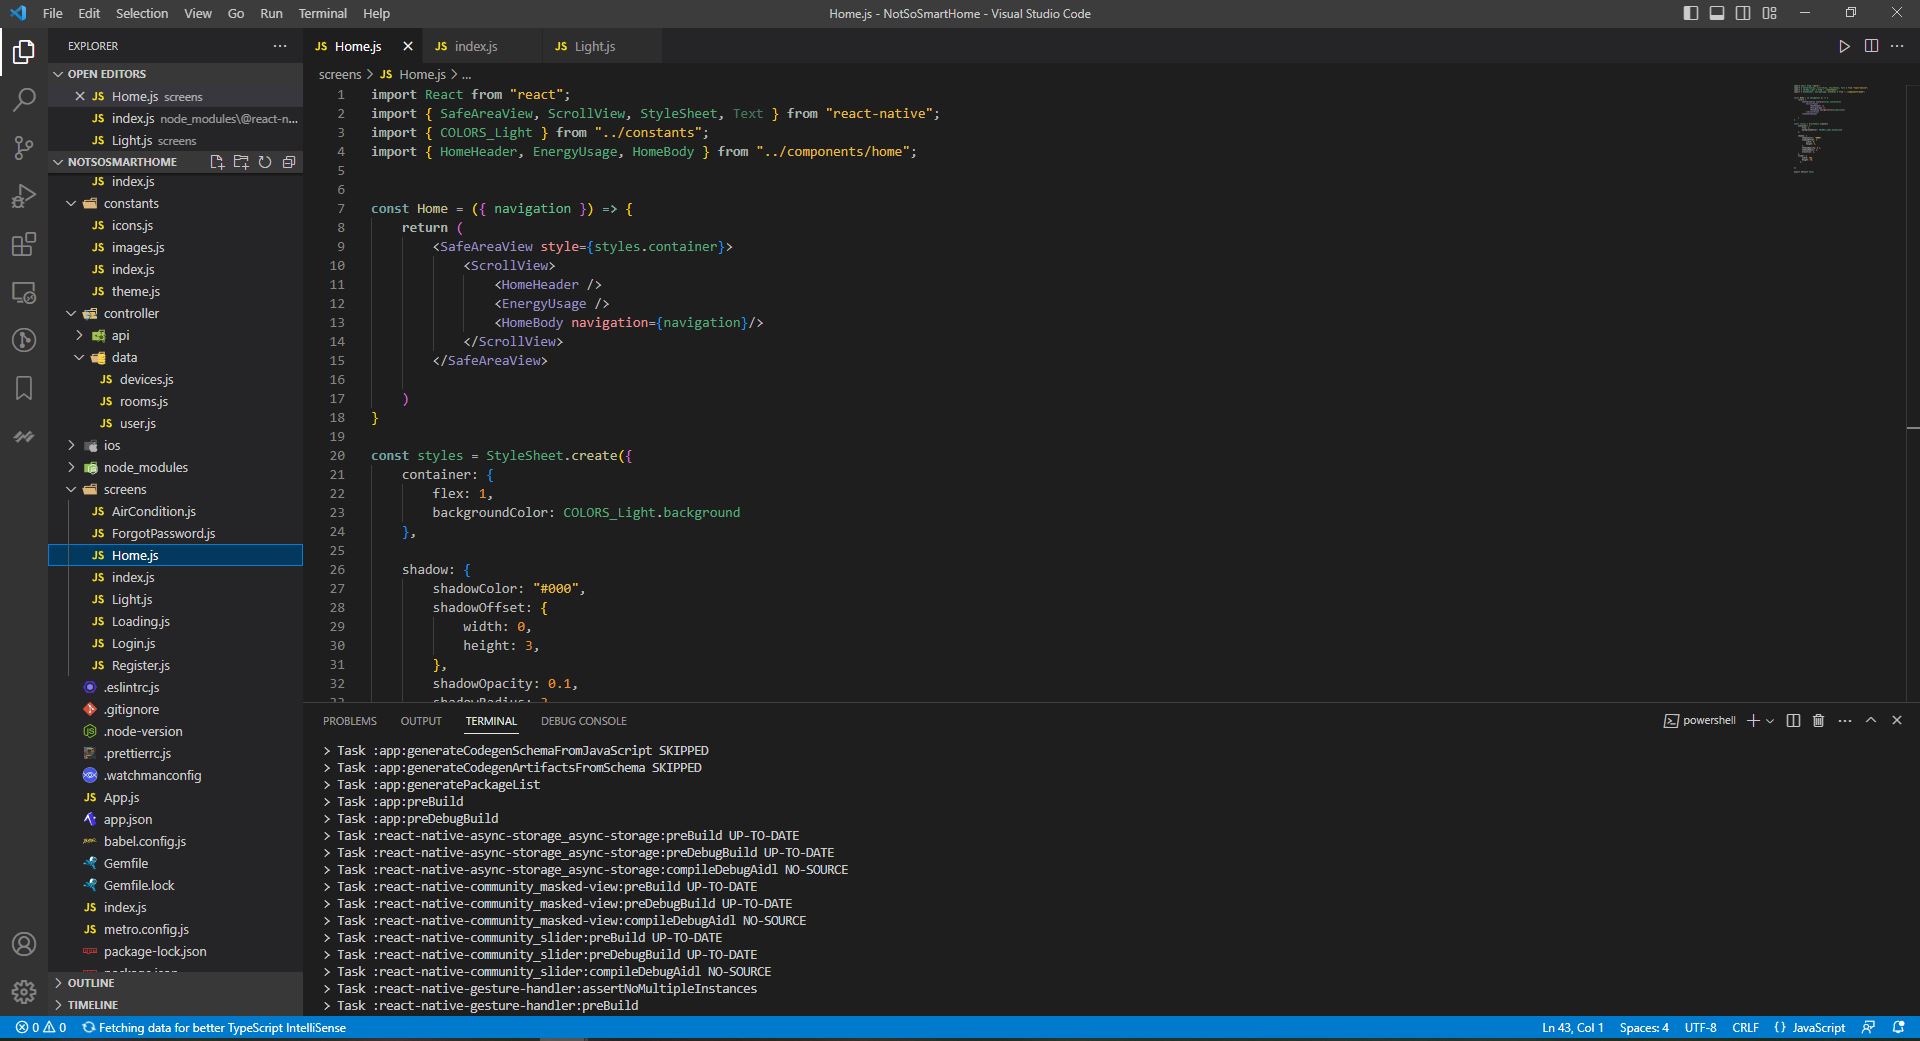 File Edit Selection View Go Run Terminal Help
Home.js - NotSoSmartHome - Visual Studio Code
EXPLORER
OPEN EDITORS
JS Home.js screens
JS index.js node_modules\@react-n...
JS Light.js screens
NOTSOSMARTHOME
JS index.js
constants
JS icons.js
JS images.js
JS index.js
JS theme.js
controller
api
data
JS devices.js
JS rooms.js
JS user.js
ios
node_modules
screens
JS AirCondition.js
JS ForgotPassword.js
JS Home.js
JS index.js
JS Light.js
JS Loading.js
JS Login.js
JS Register.js
.eslintrc.js
.gitignore
.node-version
.prettierrc.js
.watchmanconfig
JS App.js
app.json
babel.config.js
Gemfile
Gemfile.lock
JS index.js
JS metro.config.js
package-lock.json
OUTLINE
TIMELINE
JS Home.js JS index.js JS Light.js
screens > JS Home.js > ...
1 import React from "react";
2 import { SafeAreaView, ScrollView, StyleSheet, Text } from "react-native";
3 import { COLORS_Light } from "../constants";
4 import { HomeHeader, EnergyUsage, HomeBody } from "../components/home";
5
6
7 const Home = ({ navigation }) => {
8 return (
9 <SafeAreaView style={styles.container}>
10 <ScrollView>
11 <HomeHeader />
12 <EnergyUsage />
13 <HomeBody navigation={navigation}/>
14 </ScrollView>
15 </SafeAreaView>
16
17 )
18 }
19
20 const styles = StyleSheet.create({
21 container: {
22 flex: 1,
23 backgroundColor: COLORS_Light.background
24 },
25
26 shadow: {
27 shadowColor: "#000",
28 shadowOffset: {
29 width: 0,
30 height: 3,
31 },
32 shadowOpacity: 0.1,
PROBLEMS OUTPUT TERMINAL DEBUG CONSOLE
powershell
> Task :app:generateCodegenSchemaFromJavaScript SKIPPED
> Task :app:generateCodegenArtifactsFromSchema SKIPPED
> Task :app:generatePackageList
> Task :app:preBuild
> Task :app:preDebugBuild
> Task :react-native-async-storage_async-storage:preBuild UP-TO-DATE
> Task :react-native-async-storage_async-storage:preDebugBuild UP-TO-DATE
> Task :react-native-async-storage_async-storage:compileDebugAidl NO-SOURCE
> Task :react-native-community_masked-view:preBuild UP-TO-DATE
> Task :react-native-community_masked-view:preDebugBuild UP-TO-DATE
> Task :react-native-community_masked-view:compileDebugAidl NO-SOURCE
> Task :react-native-community_slider:preBuild UP-TO-DATE
> Task :react-native-community_slider:preDebugBuild UP-TO-DATE
> Task :react-native-community_slider:compileDebugAidl NO-SOURCE
> Task :react-native-gesture-handler:assertNoMultipleInstances
> Task :react-native-gesture-handler:preBuild
0 0 Fetching data for better TypeScript IntelliSense
Ln 43, Col 1 Spaces: 4 UTF-8 CRLF {} JavaScript